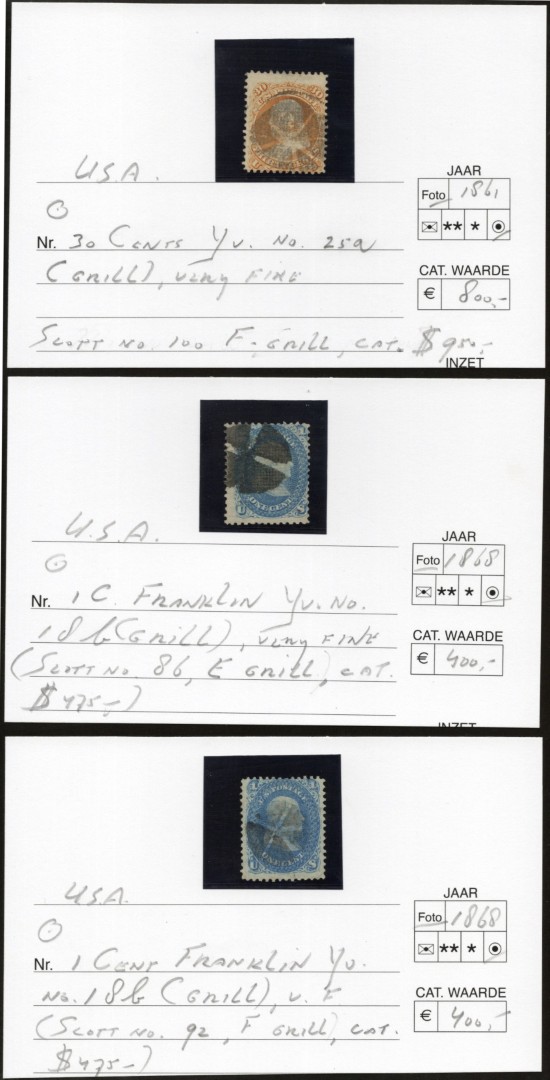 U.S.A.
JAAR
Foto 1861
** *
Nr. 30 Cents Yv. No. 25a
(Grill), very fine
CAT. WAARDE
€ 800,-
Scott no. 100 F. Grill, cat. $950,-
INZET
U.S.A.
JAAR
Foto 1868
** *
Nr. 1 C. Franklin Yv. No.
18b (Grill), very fine
CAT. WAARDE
€ 400,-
(Scott no. 86, E Grill), cat.
$475-)
INZET
U.S.A.
JAAR
Foto 1868
** *
Nr. 1 Cent Franklin Yv.
no. 18b (Grill), v. F
CAT. WAARDE
€ 400,-
(Scott no. 92, F Grill), cat.
$475-)